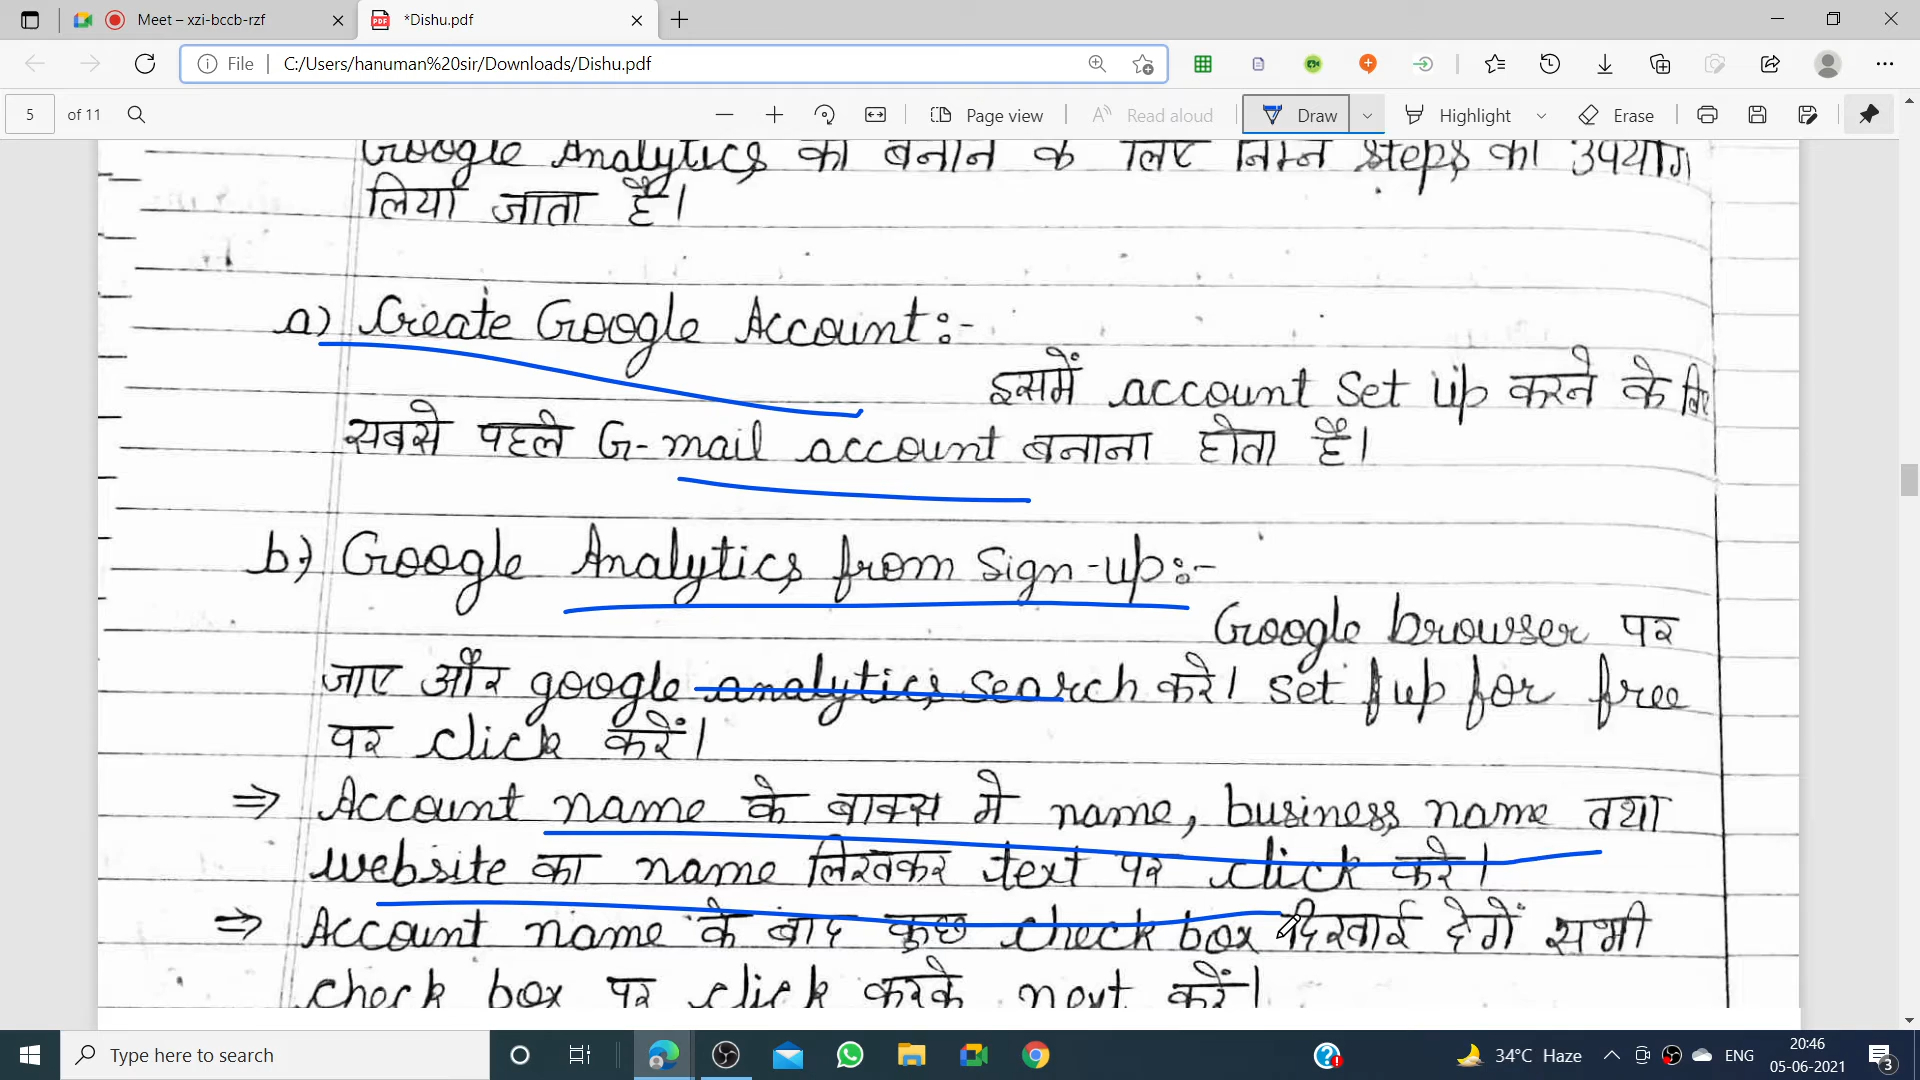 Meet – xzi-bccb-rzf
*Dishu.pdf
File
C:/Users/hanuman%20sir/Downloads/Dishu.pdf
5 of 11
Page view
Read aloud
Draw
Highlight
Erase
Google Analytics को बनाने के लिए निम्न steps का उपयोग
लिया जाता है।
a) Create Google Account:-
इसमें account set up करने के लिए
सबसे पहले G-mail account बनाना होता है।
b) Google Analytics from sign-up:-
Google browser पर
जाए और google analytics search करे। set up for free
पर click करें।
⇒ Account name के बाक्स मे name, business name तथा
website का name लिखकर text पर click करे।
⇒ Account name के बाद कुछ check box दिखाई देगें सभी
check box पर click करके next करें।
Type here to search
34°C Haze
ENG
20:46
05-06-2021
3